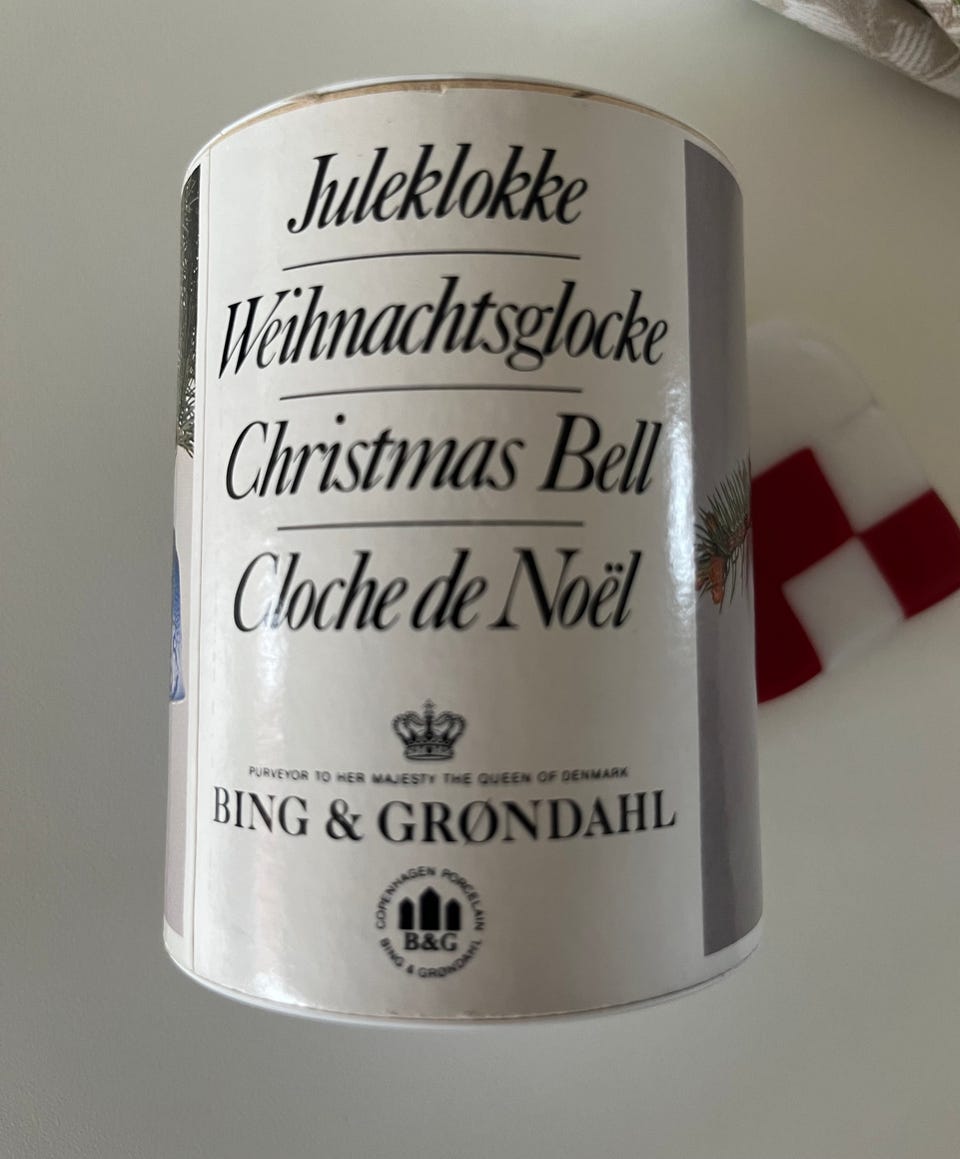 Juleklokke
Weihnachtsglocke
Christmas Bell
Cloche de Noël
PURVEYOR TO HER MAJESTY THE QUEEN OF DENMARK
BING & GRØNDAHL
COPENHAGEN PORCELAIN
B&G
BING & GRØNDAHL